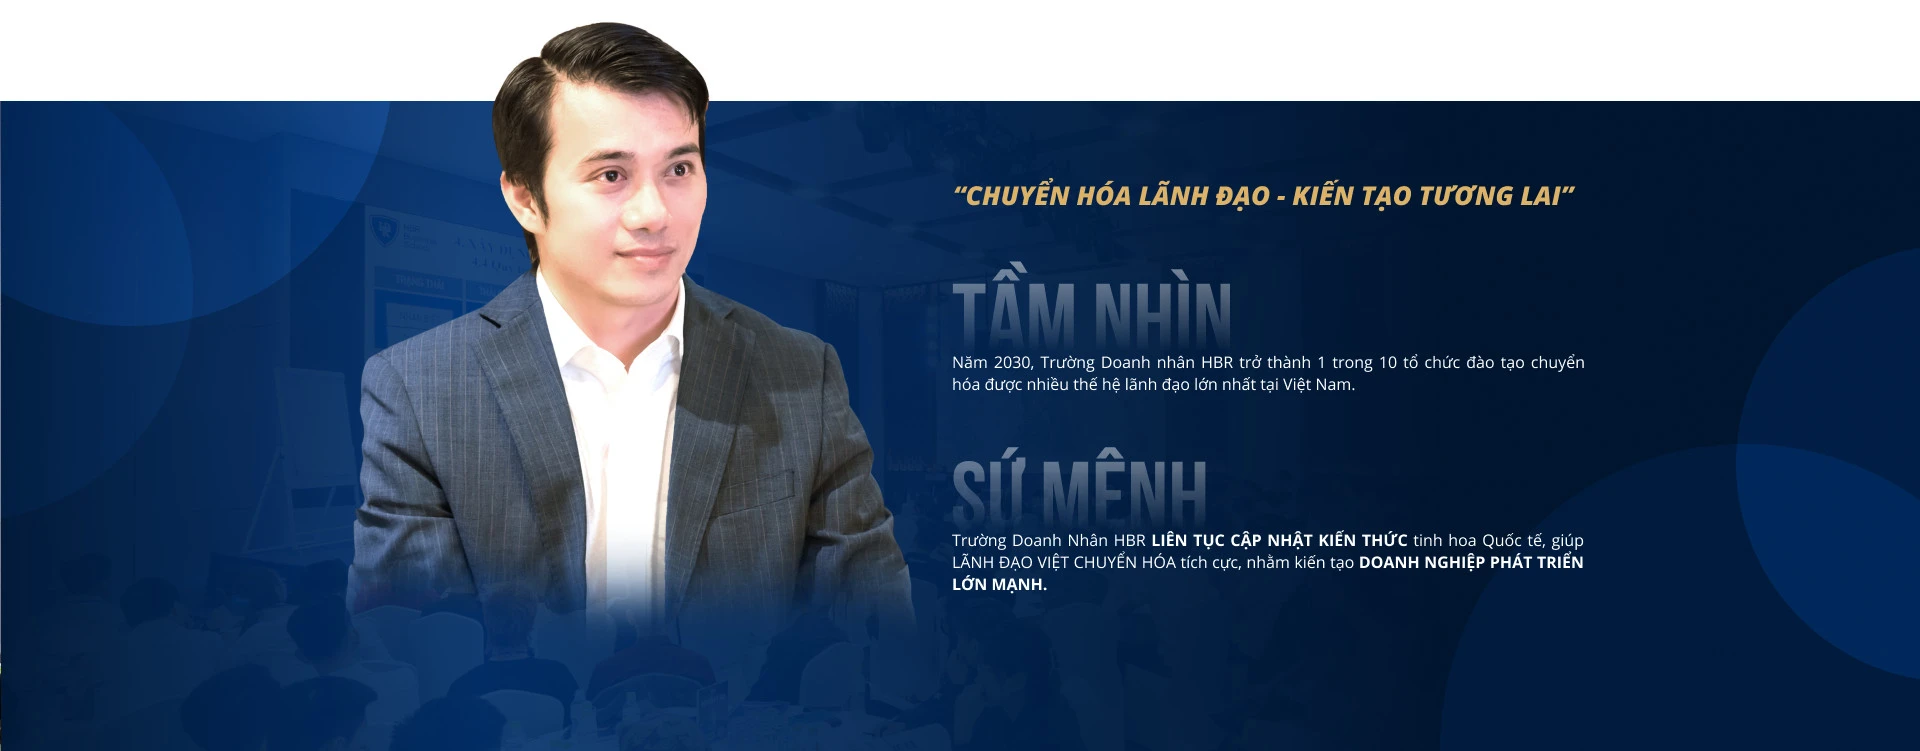 “CHUYỂN HÓA LÃNH ĐẠO - KIẾN TẠO TƯƠNG LAI”
TẦM NHÌN
Năm 2030, Trường Doanh nhân HBR trở thành 1 trong 10 tổ chức đào tạo chuyển
hóa được nhiều thế hệ lãnh đạo lớn nhất tại Việt Nam.
SỨ MỆNH
Trường Doanh Nhân HBR LIÊN TỤC CẬP NHẬT KIẾN THỨC tinh hoa Quốc tế, giúp
LÃNH ĐẠO VIỆT CHUYỂN HÓA tích cực, nhằm kiến tạo DOANH NGHIỆP PHÁT TRIỂN
LỚN MẠNH.